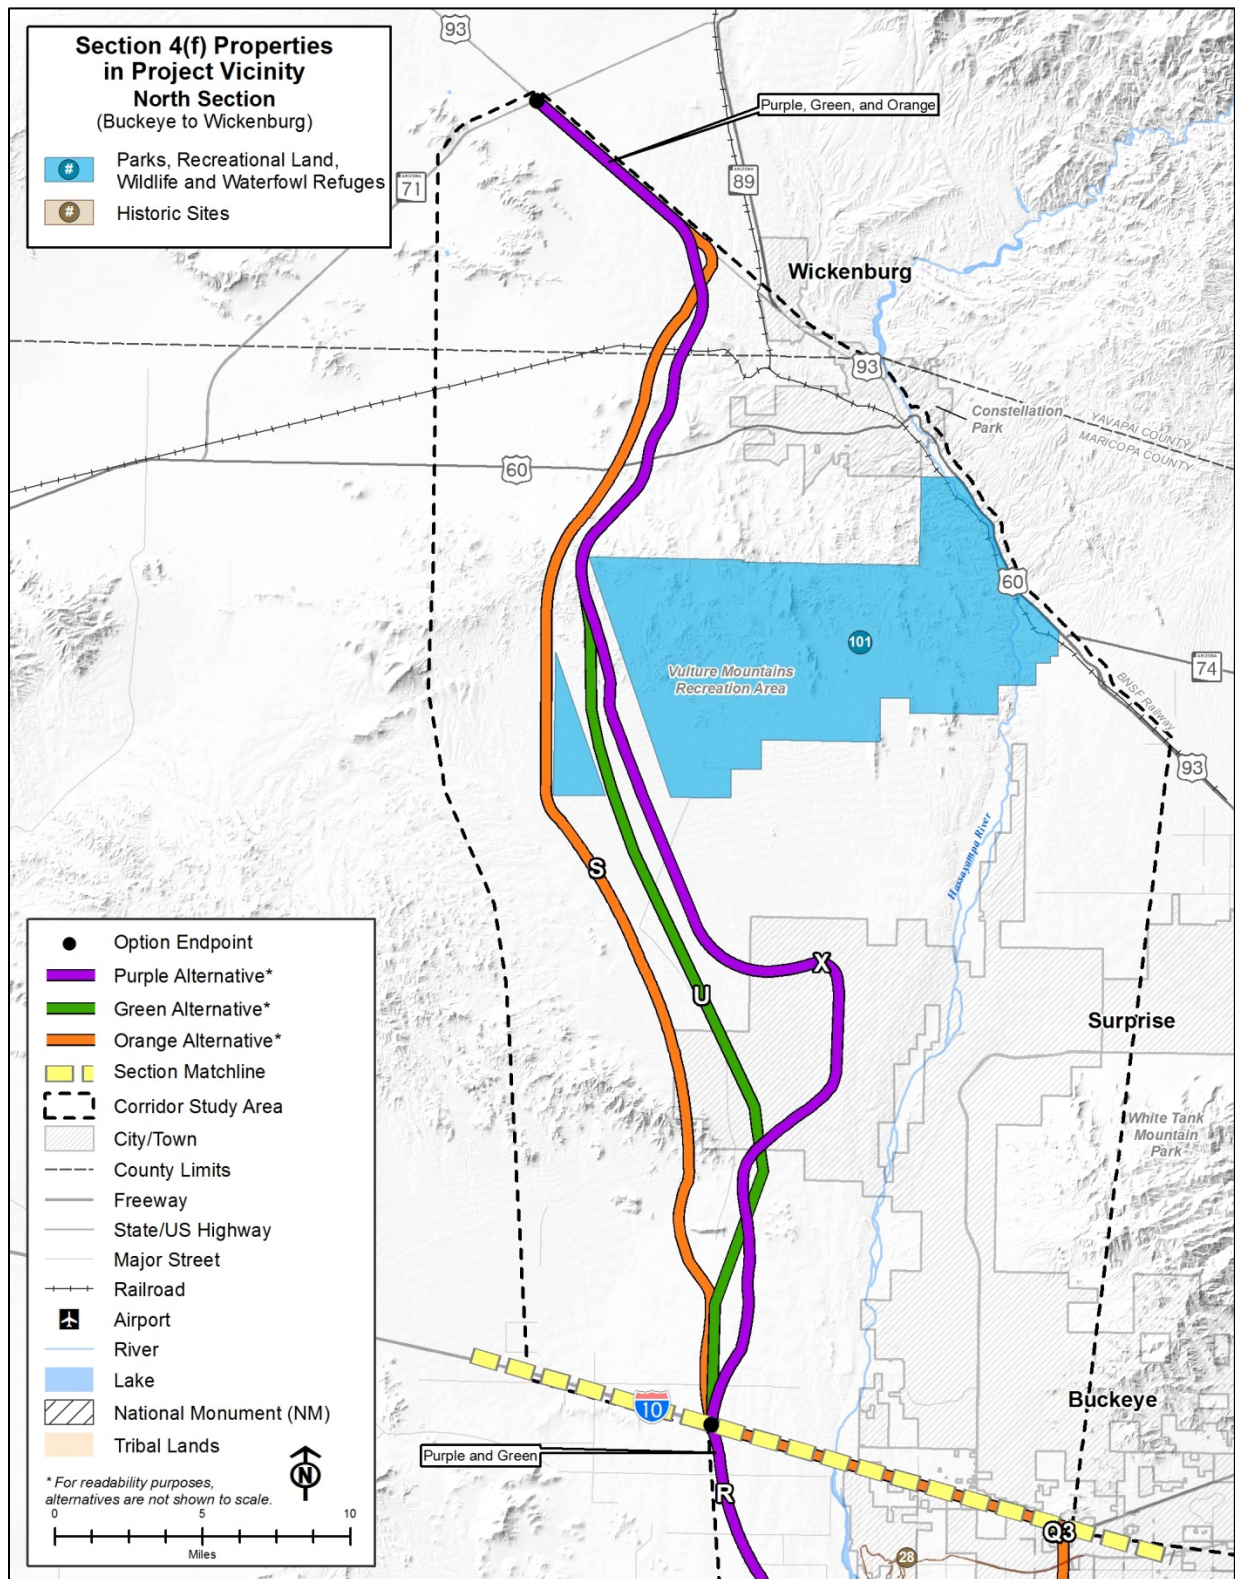 Section 4(f) Properties
in Project Vicinity
North Section
(Buckeye to Wickenburg)
#
Parks, Recreational Land,
Wildlife and Waterfowl Refuges
#
Historic Sites
93
Purple, Green, and Orange
ARIZONA
71
ARIZONA
89
Wickenburg
93
Constellation
Park
YAVAPAI COUNTY
MARICOPA COUNTY
60
60
101
Vulture Mountains
Recreation Area
ARIZONA
74
BNSF Railway
93
Hassayampa River
S
X
U
Surprise
White Tank
Mountain
Park
Buckeye
10
Purple and Green
R
Q3
28
Option Endpoint
Purple Alternative*
Green Alternative*
Orange Alternative*
Section Matchline
Corridor Study Area
City/Town
County Limits
Freeway
State/US Highway
Major Street
Railroad
Airport
River
Lake
National Monument (NM)
Tribal Lands
* For readability purposes,
alternatives are not shown to scale.
N
0 5 10
Miles